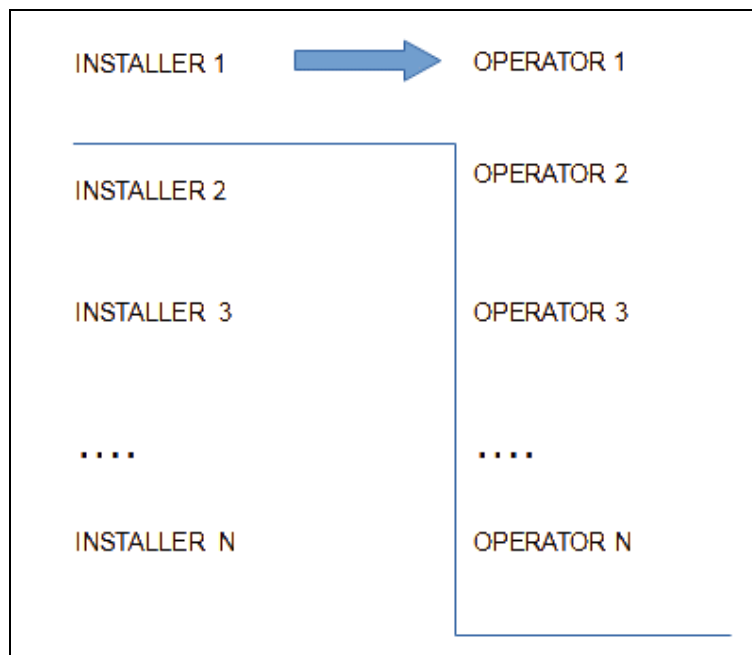 INSTALLER 1
OPERATOR 1
INSTALLER 2
OPERATOR 2
INSTALLER 3
OPERATOR 3
....
....
INSTALLER N
OPERATOR N